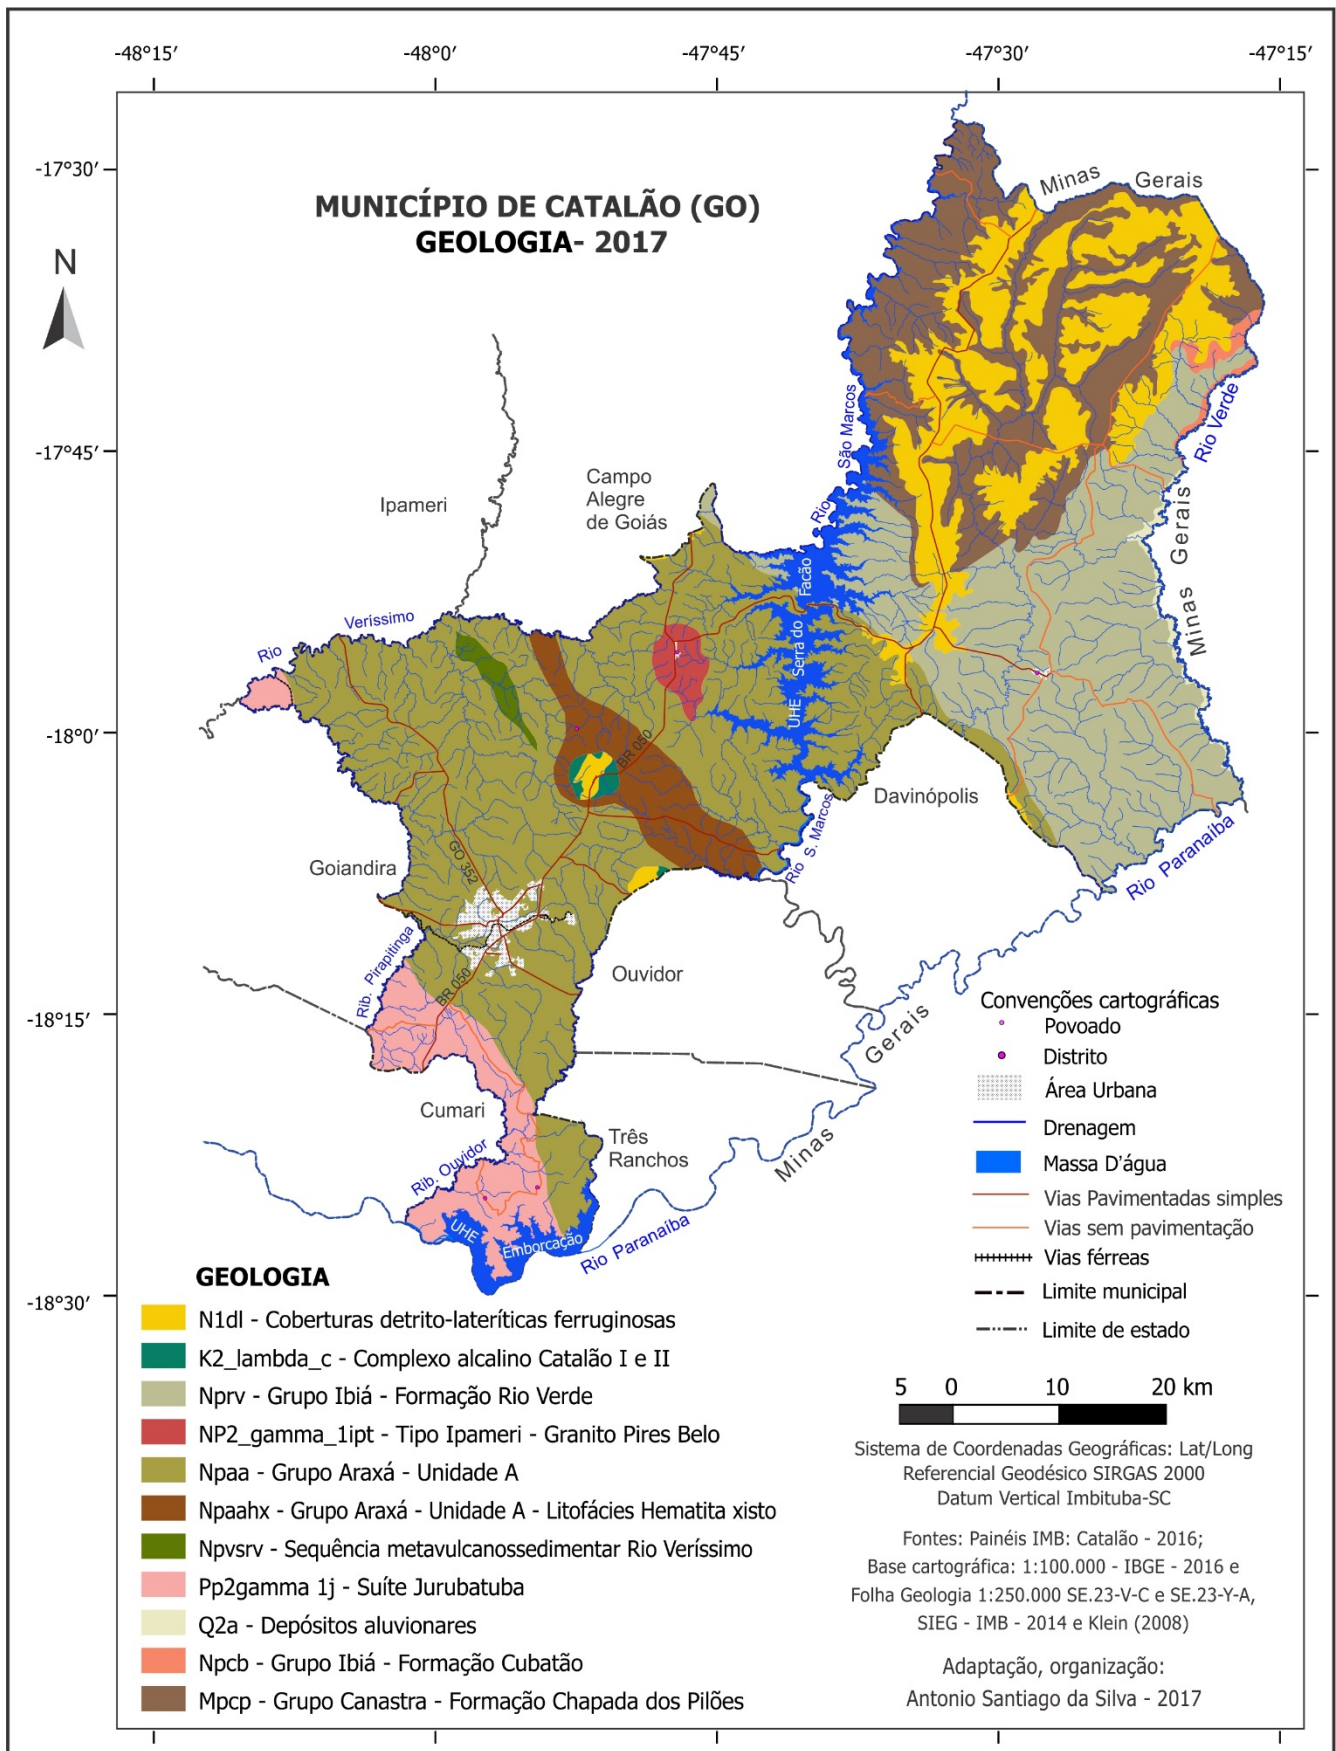 -48°15′
-48°0′
-47°45′
-47°30′
-47°15′
-17°30′
-17°45′
-18°0′
-18°15′
-18°30′
MUNICÍPIO DE CATALÃO (GO)
GEOLOGIA- 2017
N
Minas Gerais
Rio São Marcos
Rio Verde
Minas Gerais
Ipameri
Campo
Alegre
de Goiás
Rio Veríssimo
UHE Serra do Facão
BR 050
Davinópolis
Rio S. Marcos
Rio Paranaíba
GO 352
Goiandira
Rib. Pirapitinga
BR 050
Ouvidor
Minas Gerais
Cumari
Rib. Ouvidor
Três
Ranchos
UHE Emborcação
Rio Paranaíba
Convenções cartográficas
Povoado
Distrito
Área Urbana
Drenagem
Massa D'água
Vias Pavimentadas simples
Vias sem pavimentação
Vias férreas
Limite municipal
Limite de estado
GEOLOGIA
N1dl - Coberturas detrito-lateríticas ferruginosas
K2_lambda_c - Complexo alcalino Catalão I e II
Nprv - Grupo Ibiá - Formação Rio Verde
NP2_gamma_1ipt - Tipo Ipameri - Granito Pires Belo
Npaa - Grupo Araxá - Unidade A
Npaahx - Grupo Araxá - Unidade A - Litofácies Hematita xisto
Npvsrv - Sequência metavulcanossedimentar Rio Veríssimo
Pp2gamma 1j - Suíte Jurubatuba
Q2a - Depósitos aluvionares
Npcb - Grupo Ibiá - Formação Cubatão
Mpcp - Grupo Canastra - Formação Chapada dos Pilões
5 0 10 20 km
Sistema de Coordenadas Geográficas: Lat/Long
Referencial Geodésico SIRGAS 2000
Datum Vertical Imbituba-SC
Fontes: Painéis IMB: Catalão - 2016;
Base cartográfica: 1:100.000 - IBGE - 2016 e
Folha Geologia 1:250.000 SE.23-V-C e SE.23-Y-A,
SIEG - IMB - 2014 e Klein (2008)
Adaptação, organização:
Antonio Santiago da Silva - 2017